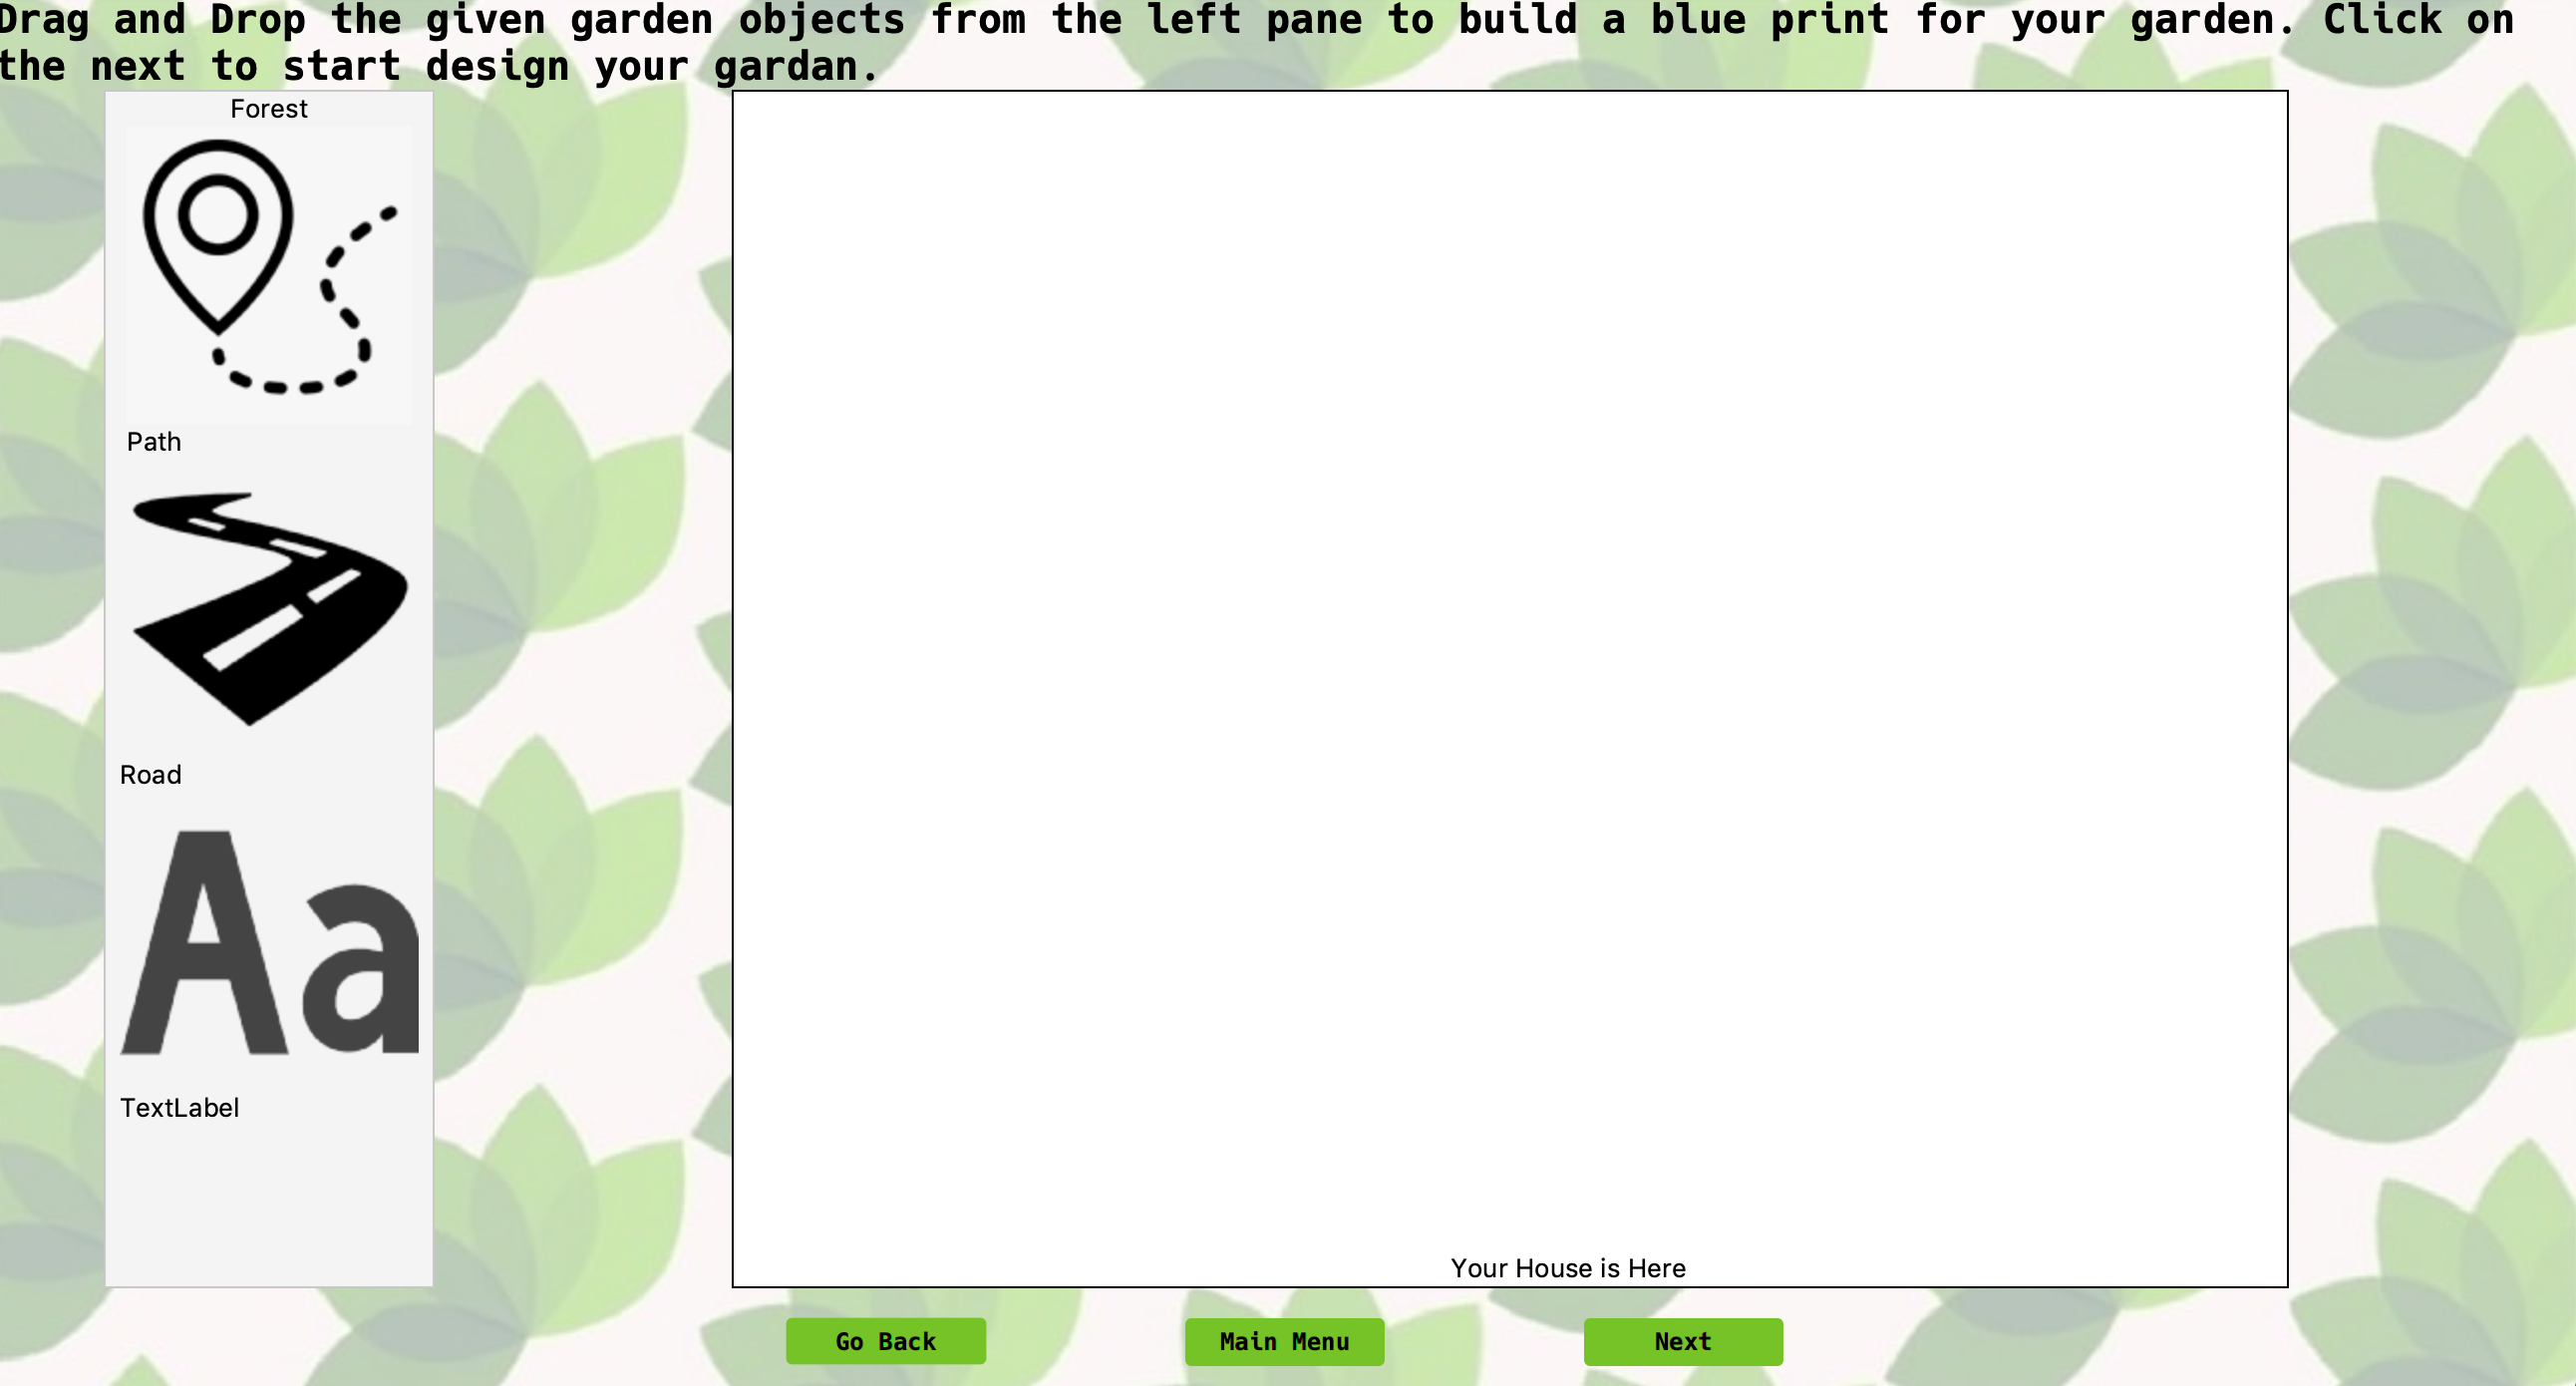 Drag and Drop the given garden objects from the left pane to build a blue print for your garden. Click on
the next to start design your gardan.
Forest
Path
Road
Aa
TextLabel
Your House is Here
Go Back
Main Menu
Next